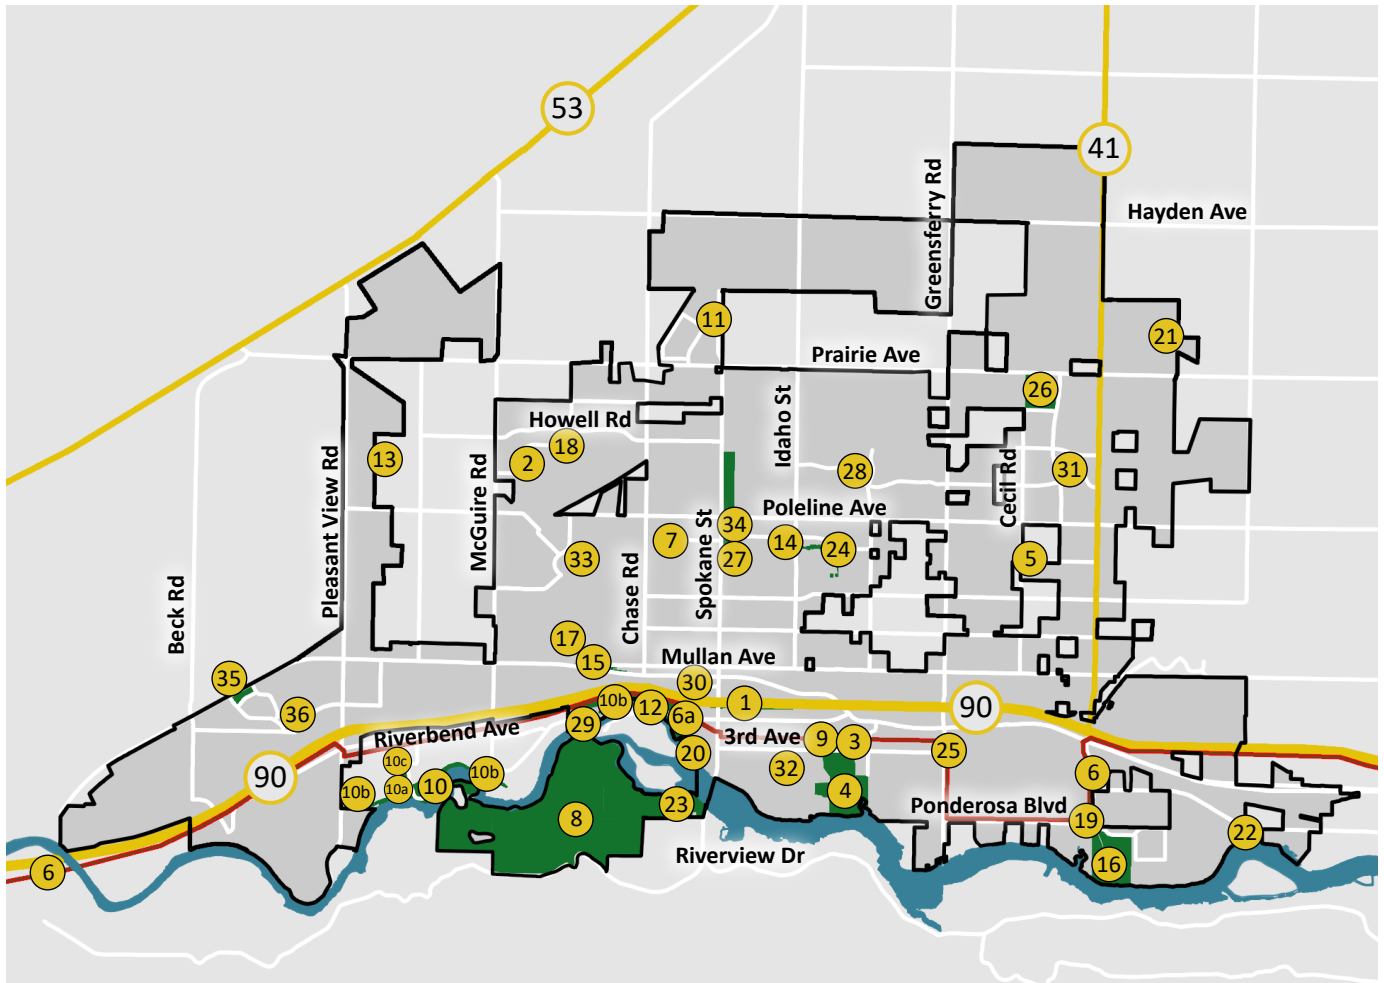 53
41
Hayden Ave
Greensferry Rd
11
21
Prairie Ave
26
Idaho St
Howell Rd
18
2
13
28
31
Pleasant View Rd
McGuire Rd
Cecil Rd
Poleline Ave
34
7
14
24
Spokane St
27
33
5
Chase Rd
Beck Rd
17
15
Mullan Ave
35
30
36
10b
12
6a
1
90
29
Riverbend Ave
3rd Ave
9
3
20
25
10c
32
90
10b
10a
10
10b
6
4
23
Ponderosa Blvd
8
19
22
Riverview Dr
16
6